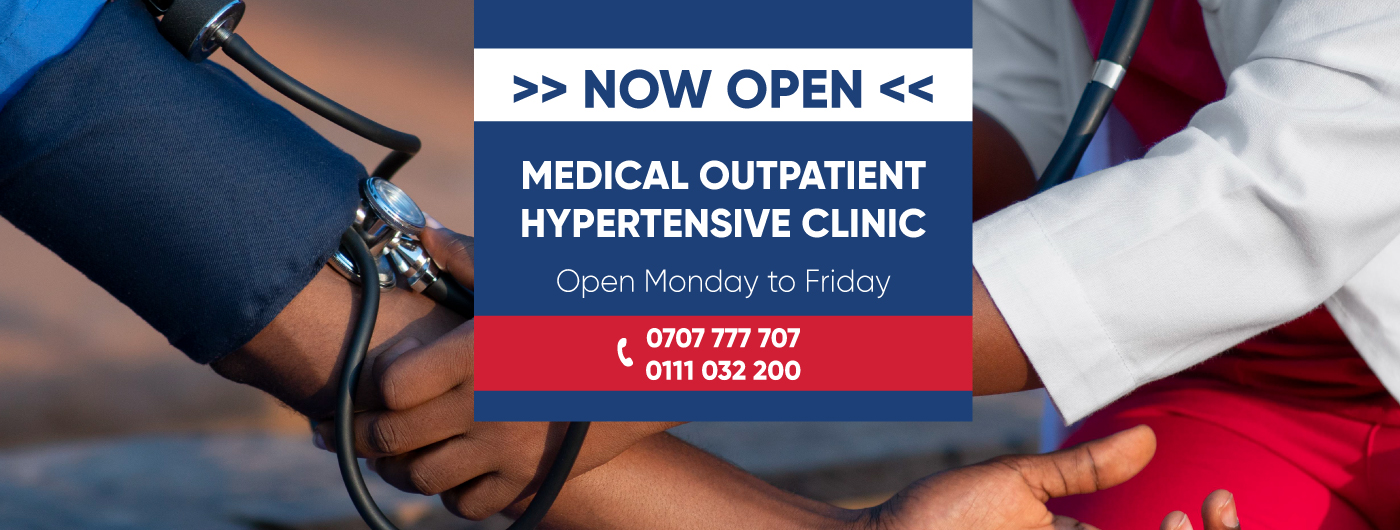 >> NOW OPEN <<
MEDICAL OUTPATIENT
HYPERTENSIVE CLINIC
Open Monday to Friday
0707 777 707
0111 032 200